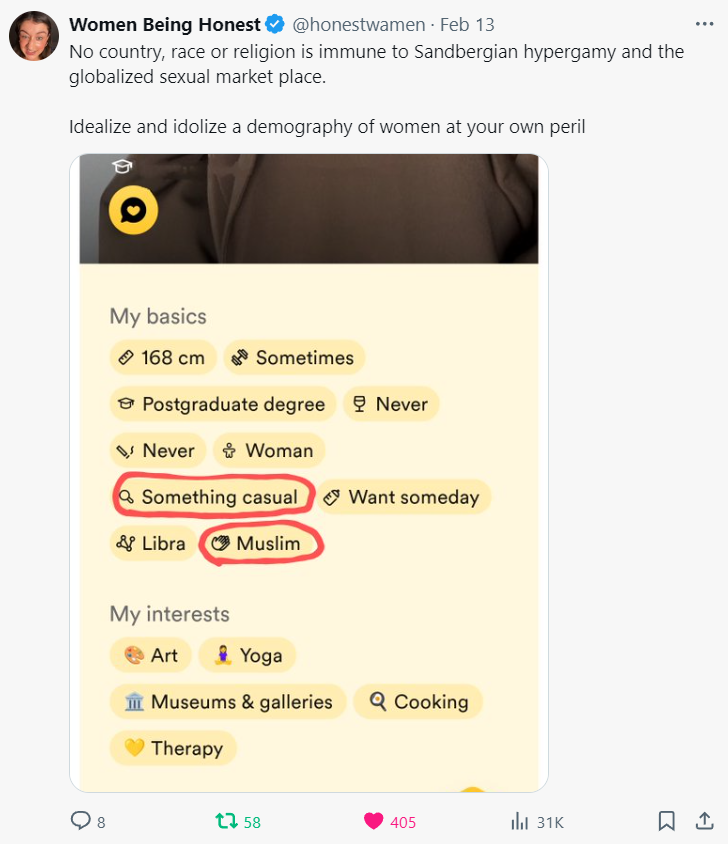 Women Being Honest @honestwamen · Feb 13
No country, race or religion is immune to Sandbergian hypergamy and the
globalized sexual market place.
Idealize and idolize a demography of women at your own peril
My basics
168 cm Sometimes
Postgraduate degree Never
Never Woman
Something casual Want someday
Libra Muslim
My interests
Art Yoga
Museums & galleries Cooking
Therapy
8 58 405 31K